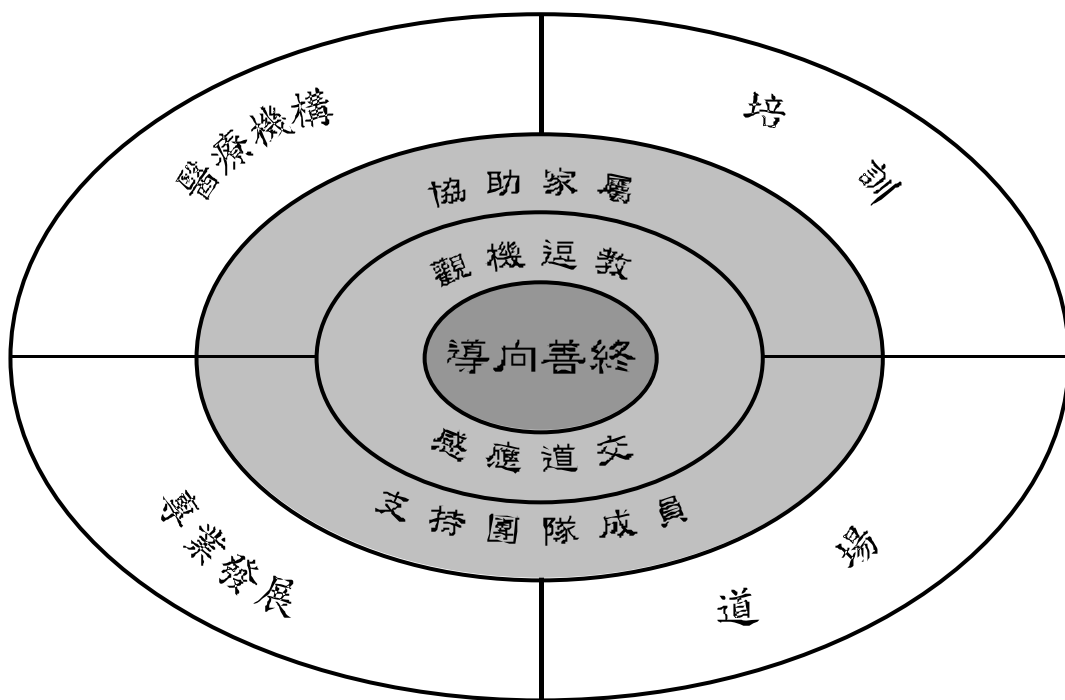 醫療機構
培訓
協助家屬
觀機逗教
導向善終
感應道交
支持團隊成員
專業發展
道場